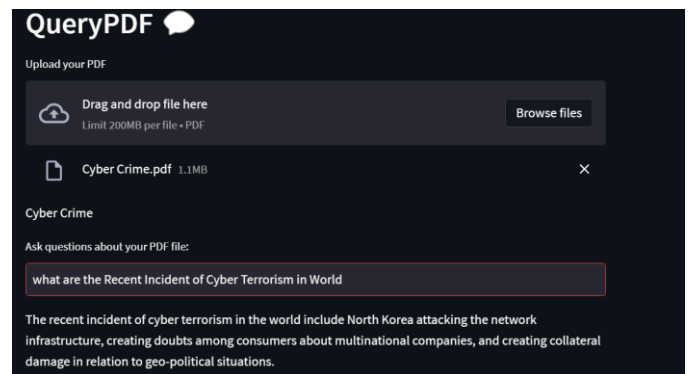 QueryPDF
Upload your PDF
Drag and drop file here
Limit 200MB per file • PDF
Browse files
Cyber Crime.pdf 1.1MB
Cyber Crime
Ask questions about your PDF file:
what are the Recent Incident of Cyber Terrorism in World
The recent incident of cyber terrorism in the world include North Korea attacking the network
infrastructure, creating doubts among consumers about multinational companies, and creating collateral
damage in relation to geo-political situations.